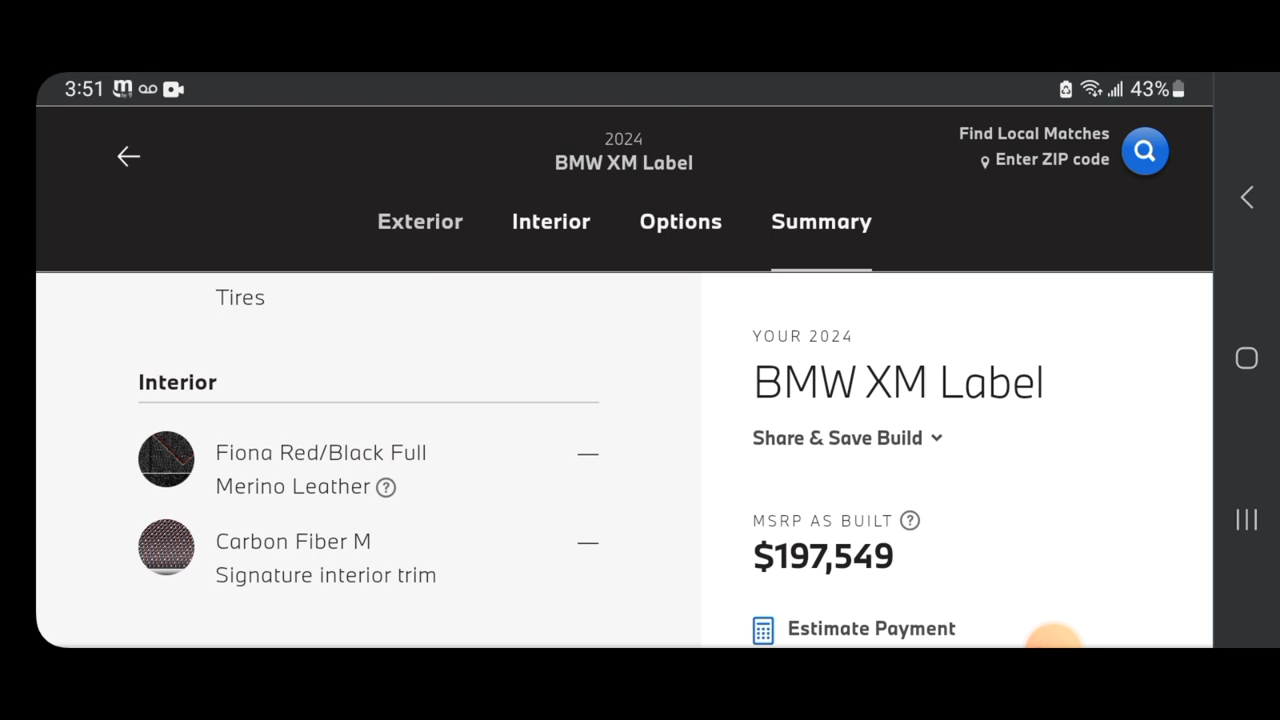 3:51
43%
2024
BMW XM Label
Find Local Matches
Enter ZIP code
Exterior
Interior
Options
Summary
Tires
Interior
Fiona Red/Black Full
Merino Leather ?
—
Carbon Fiber M
Signature interior trim
—
YOUR 2024
BMW XM Label
Share & Save Build
MSRP AS BUILT ?
$197,549
Estimate Payment